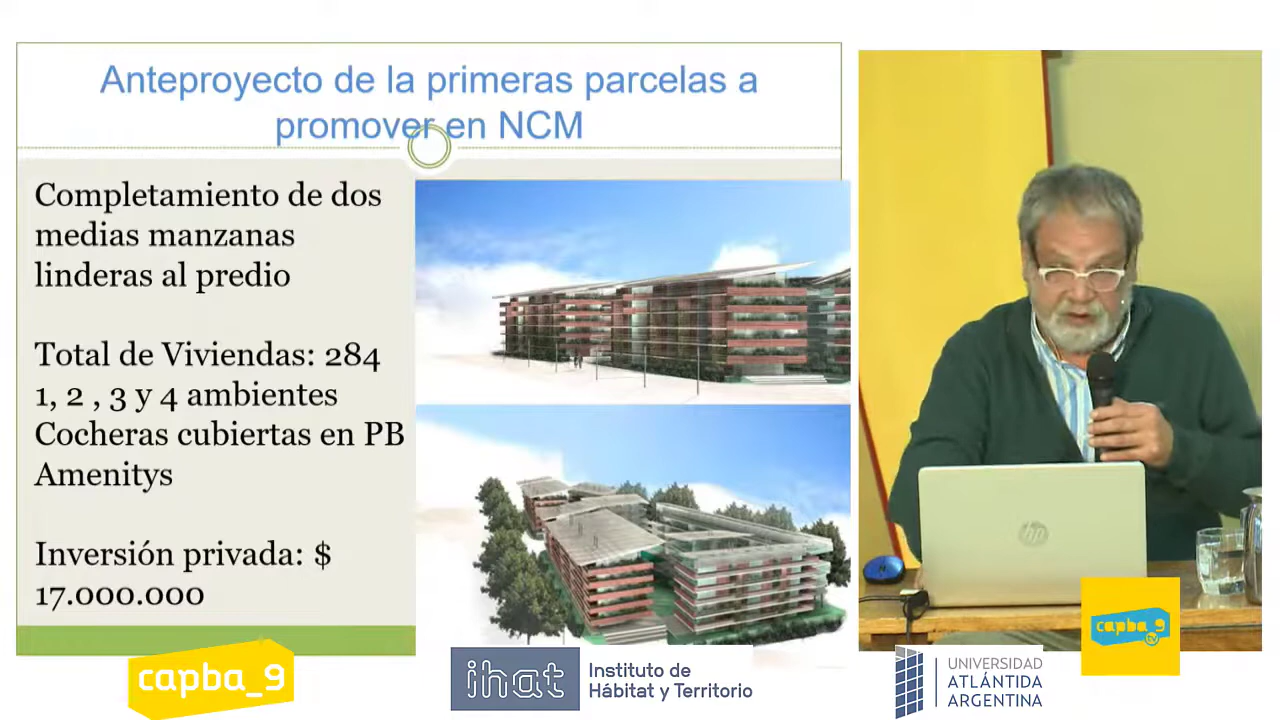 Anteproyecto de la primeras parcelas a
promover en NCM
Completamiento de dos
medias manzanas
linderas al predio
Total de Viviendas: 284
1, 2 , 3 y 4 ambientes
Cocheras cubiertas en PB
Amenitys
Inversión privada: $
17.000.000
hp
capba_9
tv
capba_9
ihat
Instituto de
Hábitat y Territorio
UNIVERSIDAD
ATLÁNTIDA
ARGENTINA